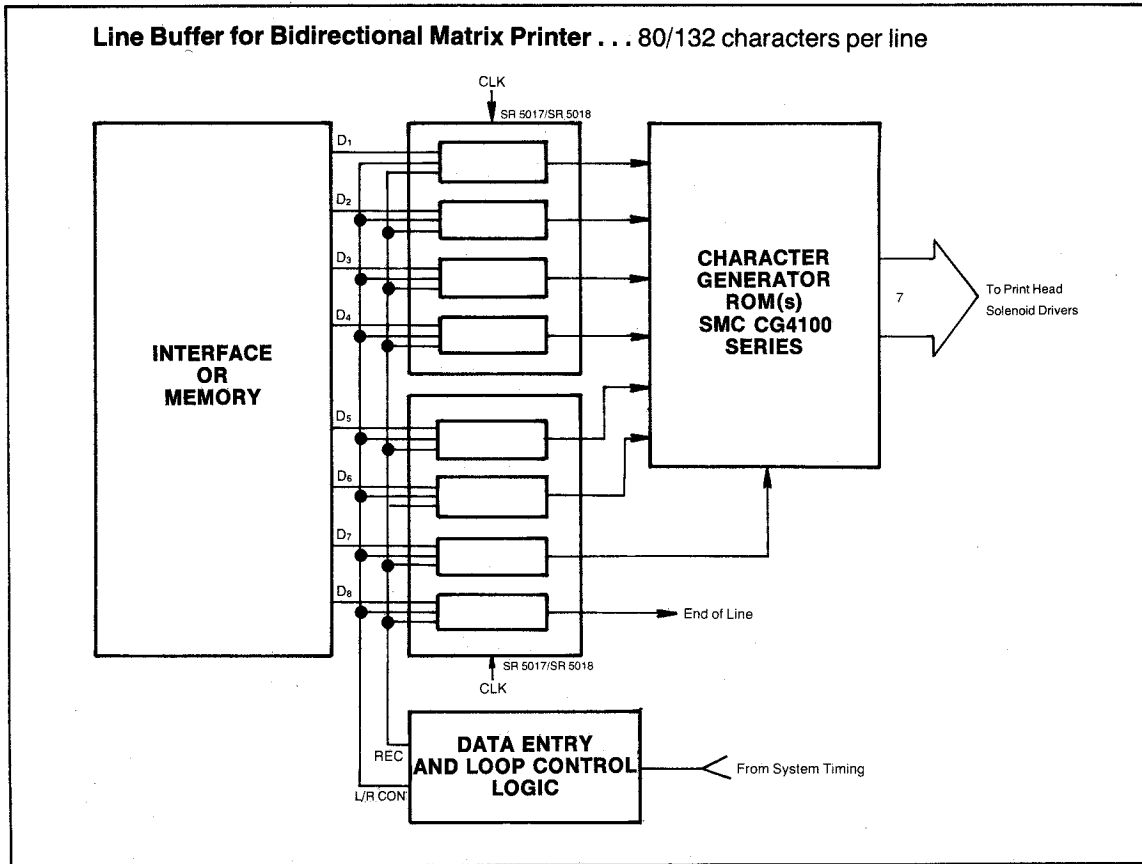 Line Buffer for Bidirectional Matrix Printer . . . 80/132 characters per line
CLK
SR 5017/SR 5018
D1
D2
D3
D4
D5
D6
D7
D8
INTERFACE
OR
MEMORY
CHARACTER
GENERATOR
ROM(s)
SMC CG4100
SERIES
7
To Print Head
Solenoid Drivers
End of Line
SR 5017/SR 5018
CLK
REC
L/R CONT
DATA ENTRY
AND LOOP CONTROL
LOGIC
From System Timing